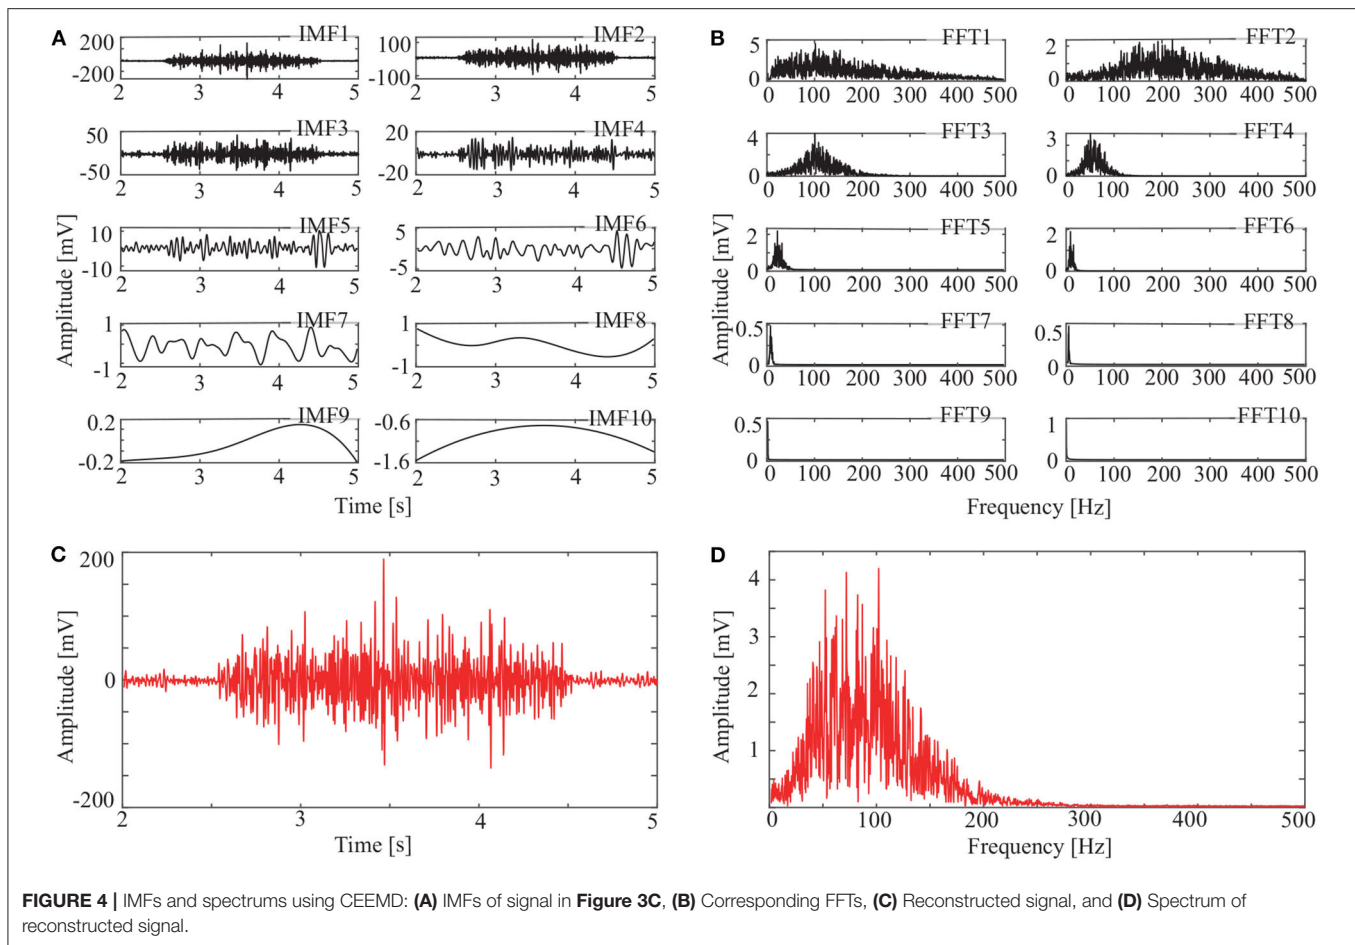 A
IMF1
200
-200
2 3 4 5
IMF2
100
-100
2 3 4 5
IMF3
50
-50
2 3 4 5
IMF4
20
-20
2 3 4 5
IMF5
10
-10
2 3 4 5
IMF6
5
-5
2 3 4 5
IMF7
1
-1
2 3 4 5
IMF8
1
-1
2 3 4 5
IMF9
0.2
-0.2
2 3 4 5
IMF10
-0.6
-1.6
2 3 4 5
Amplitude [mV]
Time [s]
B
FFT1
5
0
0 100 200 300 400 500
FFT2
2
0
0 100 200 300 400 500
FFT3
4
2
0
0 100 200 300 400 500
FFT4
3
0
0 100 200 300 400 500
FFT5
2
0
0 100 200 300 400 500
FFT6
2
0
0 100 200 300 400 500
FFT7
0.5
0
0 100 200 300 400 500
FFT8
0.5
0
0 100 200 300 400 500
FFT9
0.5
0
0 100 200 300 400 500
FFT10
1
0
0 100 200 300 400 500
Amplitude [mV]
Frequency [Hz]
C
200
0
-200
2 3 4 5
Amplitude [mV]
Time [s]
D
4
3
2
1
0 100 200 300 400 500
Amplitude [mV]
Frequency [Hz]
FIGURE 4 | IMFs and spectrums using CEEMD: (A) IMFs of signal in Figure 3C, (B) Corresponding FFTs, (C) Reconstructed signal, and (D) Spectrum of
reconstructed signal.